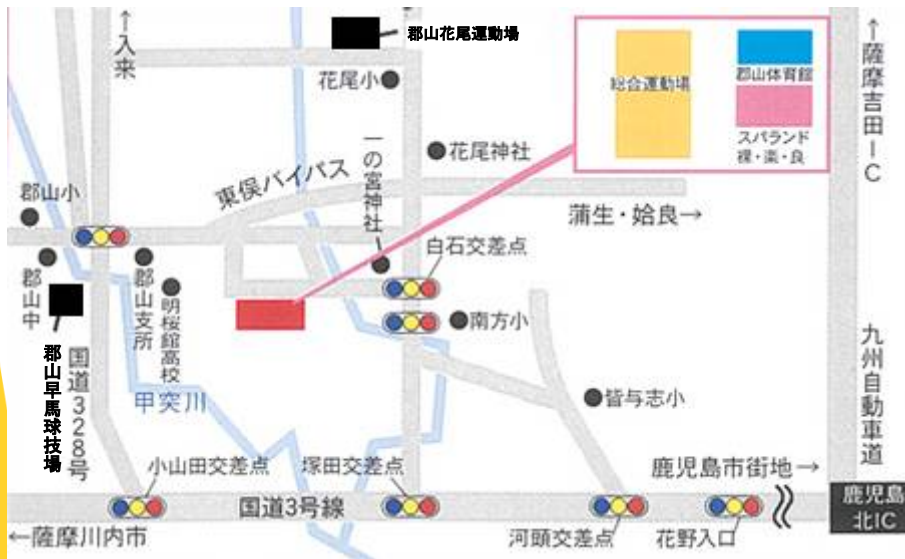 ↑入来
郡山花尾運動場
花尾小
総合運動場
郡山体育館
スパランド
裸・楽・良
↑薩摩吉田IC
一の宮神社
花尾神社
東俣バイパス
郡山小
蒲生・姶良→
白石交差点
郡山中
郡山支所
明桜館高校
南方小
郡山早馬球技場
国道328号
甲突川
皆与志小
九州自動車道
小山田交差点
塚田交差点
鹿児島市街地→
国道3号線
鹿児島
北IC
←薩摩川内市
河頭交差点
花野入口